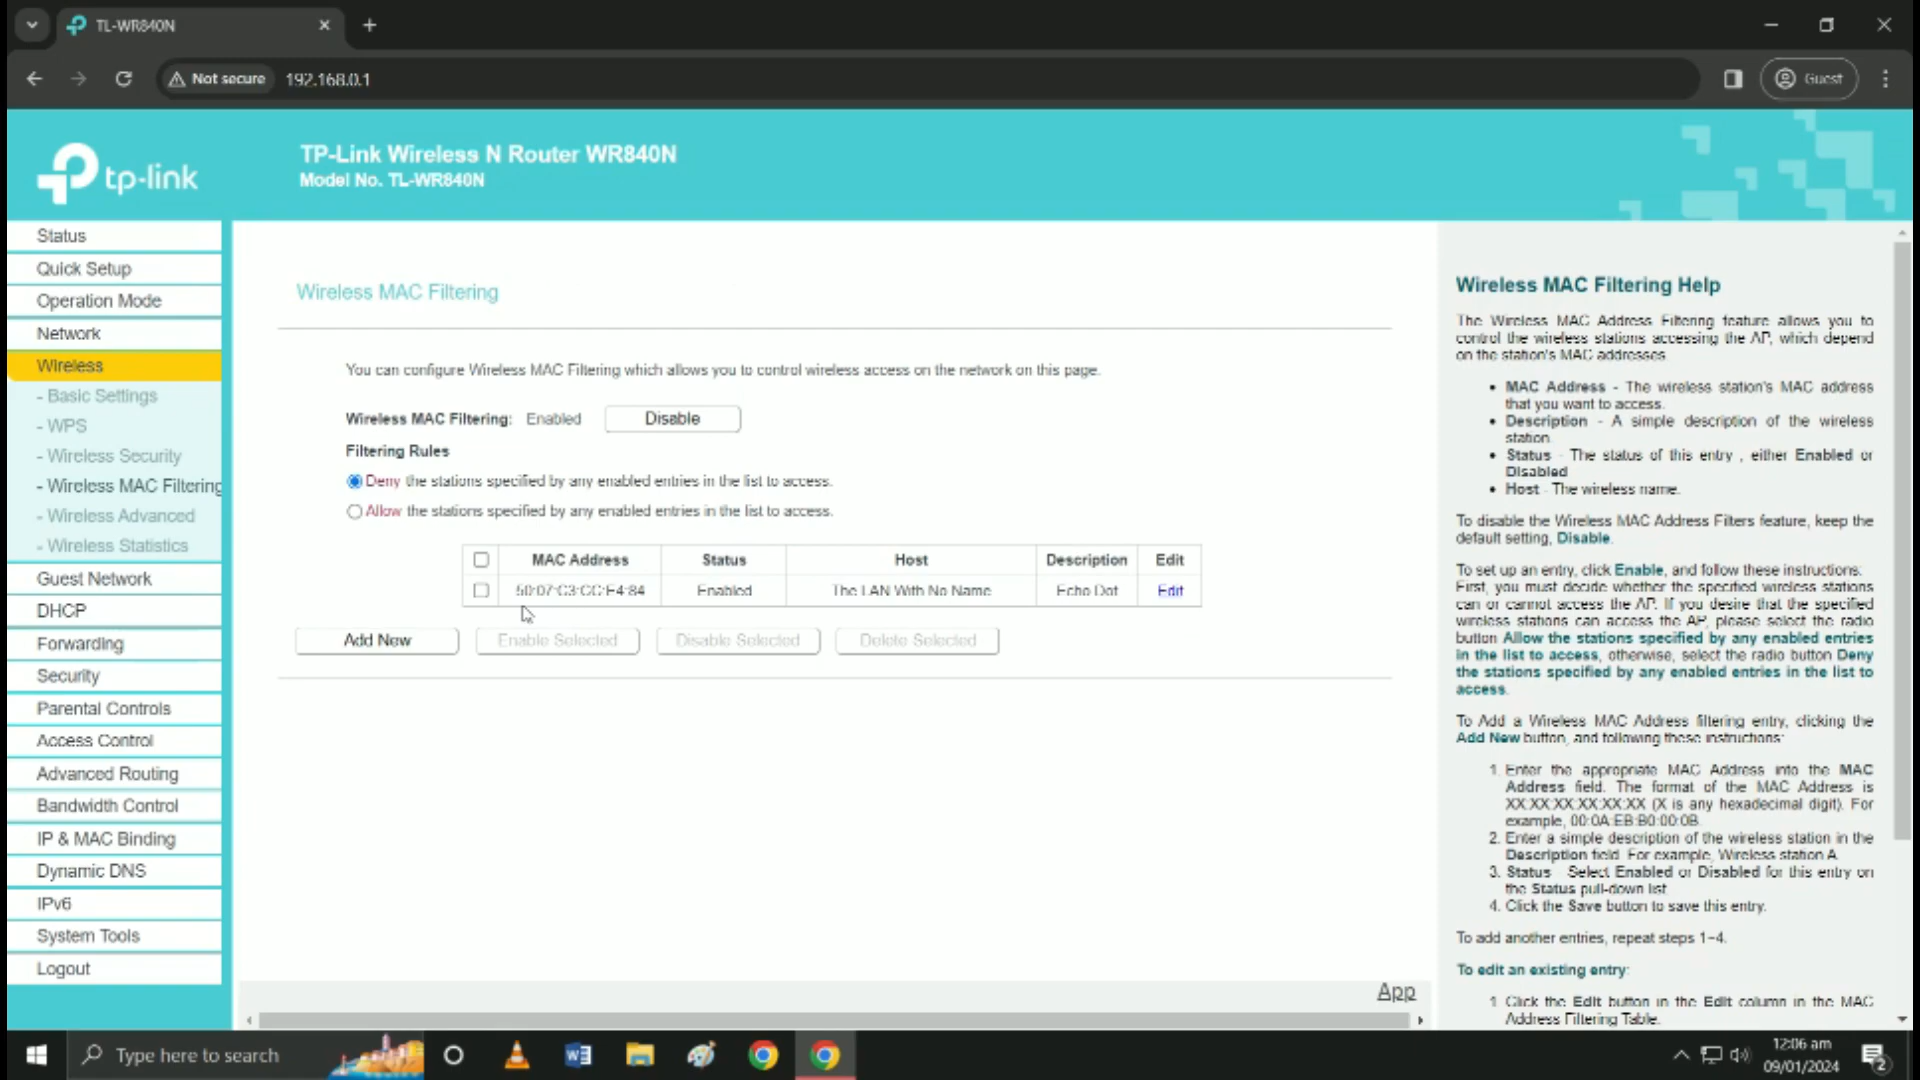 TL-WR840N
Not secure
192.168.0.1
Guest
tp-link
TP-Link Wireless N Router WR840N
Model No. TL-WR840N
Status
Quick Setup
Operation Mode
Network
Wireless
- Basic Settings
- WPS
- Wireless Security
- Wireless MAC Filtering
- Wireless Advanced
- Wireless Statistics
Guest Network
DHCP
Forwarding
Security
Parental Controls
Access Control
Advanced Routing
Bandwidth Control
IP & MAC Binding
Dynamic DNS
IPv6
System Tools
Logout
Wireless MAC Filtering
You can configure Wireless MAC Filtering which allows you to control wireless access on the network on this page.
Wireless MAC Filtering: Enabled Disable
Filtering Rules
Deny the stations specified by any enabled entries in the list to access.
Allow the stations specified by any enabled entries in the list to access.
MAC Address Status Host Description Edit
50:07:C3:CC:F4:84 Enabled The LAN With No Name Echo Dot Edit
Add New Enable Selected Disable Selected Delete Selected
App
Wireless MAC Filtering Help
The Wireless MAC Address Filtering feature allows you to
control the wireless stations accessing the AP, which depend
on the station's MAC addresses.
• MAC Address - The wireless station's MAC address
that you want to access.
• Description - A simple description of the wireless
station.
• Status - The status of this entry , either Enabled or
Disabled
• Host - The wireless name.
To disable the Wireless MAC Address Filters feature, keep the
default setting, Disable.
To set up an entry, click Enable, and follow these instructions:
First, you must decide whether the specified wireless stations
can or cannot access the AP. If you desire that the specified
wireless stations can access the AP, please select the radio
button Allow the stations specified by any enabled entries
in the list to access, otherwise, select the radio button Deny
the stations specified by any enabled entries in the list to
access.
To Add a Wireless MAC Address filtering entry, clicking the
Add New button, and following these instructions:
1. Enter the appropriate MAC Address into the MAC
Address field. The format of the MAC Address is
XX:XX:XX:XX:XX:XX (X is any hexadecimal digit). For
example, 00:0A:EB:B0:00:0B.
2. Enter a simple description of the wireless station in the
Description field. For example, Wireless station A.
3. Status - Select Enabled or Disabled for this entry on
the Status pull-down list.
4. Click the Save button to save this entry.
To add another entries, repeat steps 1~4.
To edit an existing entry:
1. Click the Edit button in the Edit column in the MAC
Address Filtering Table.
Type here to search
12:06 am
09/01/2024
2